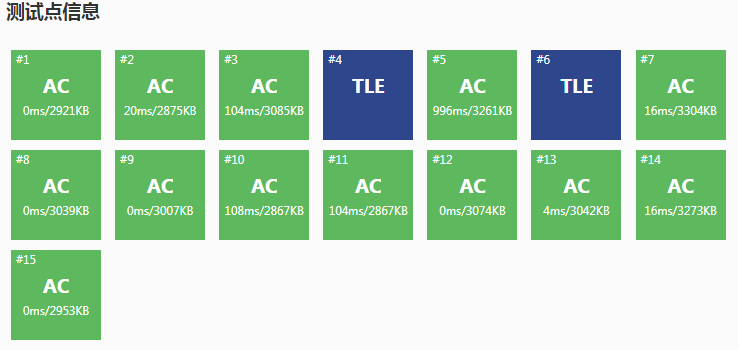 测试点信息
#1 #2 #3 #4 #5 #6 #7
AC AC AC TLE AC TLE AC
0ms/2921KB 20ms/2875KB 104ms/3085KB 996ms/3261KB 16ms/3304KB
#8 #9 #10 #11 #12 #13 #14
AC AC AC AC AC AC AC
0ms/3039KB 0ms/3007KB 108ms/2867KB 104ms/2867KB 0ms/3074KB 4ms/3042KB 16ms/3273KB
#15
AC
0ms/2953KB